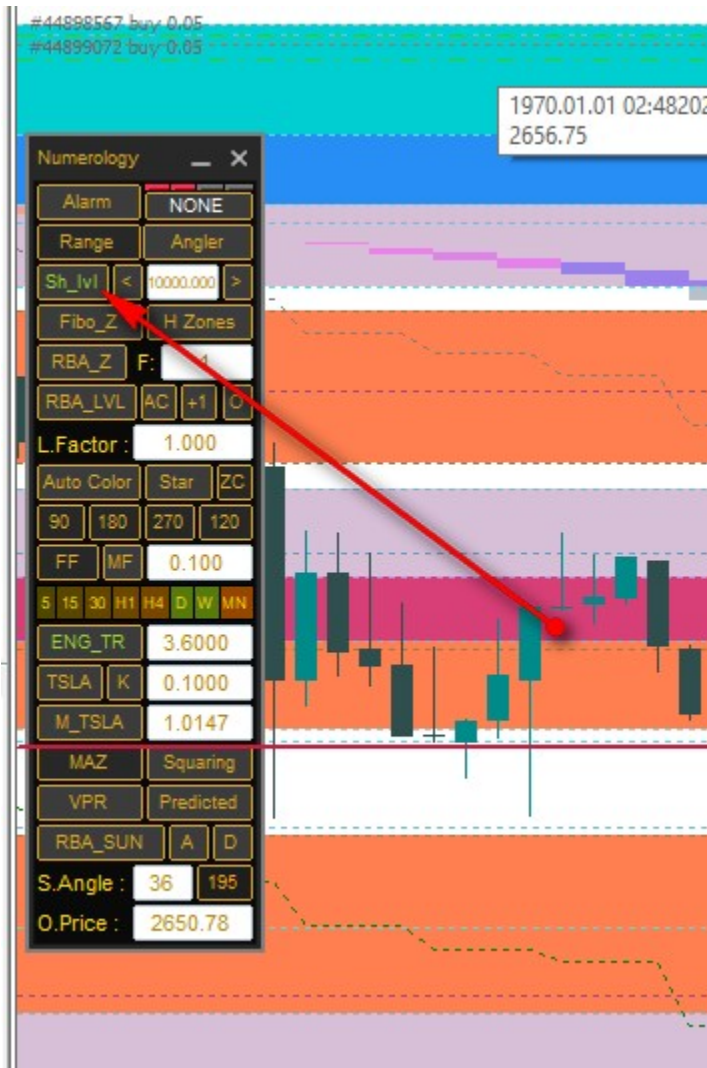 #44898567 buy 0.05
#44899072 buy 0.05
1970.01.01 02:48202
2656.75
Numerology
Alarm NONE
Range Angler
Sh_lvl < 10000.000 >
Fibo_Z H Zones
RBA_Z F:
RBA_LVL AC +1 O
L.Factor : 1.000
Auto Color Star ZC
90 180 270 120
FF MF 0.100
5 15 30 H1 H4 D W MN
ENG_TR 3.6000
TSLA K 0.1000
M_TSLA 1.0147
MAZ Squaring
VPR Predicted
RBA_SUN A D
S.Angle : 36 195
O.Price : 2650.78